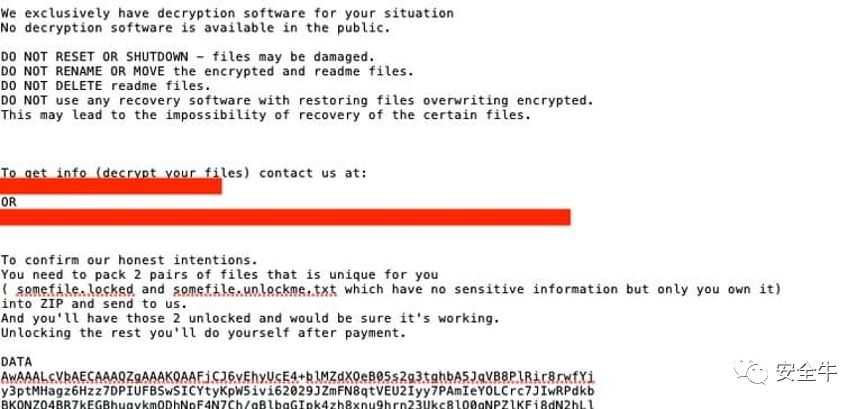 We exclusively have decryption software for your situation
No decryption software is available in the public.
DO NOT RESET OR SHUTDOWN – files may be damaged.
DO NOT RENAME OR MOVE the encrypted and readme files.
DO NOT DELETE readme files.
DO NOT use any recovery software with restoring files overwriting encrypted.
This may lead to the impossibility of recovery of the certain files.
To get info (decrypt your files) contact us at:
OR
To confirm our honest intentions.
You need to pack 2 pairs of files that is unique for you
( somefile.locked and somefile.unlockme.txt which have no sensitive information but only you own it)
into ZIP and send to us.
And you'll have those 2 unlocked and would be sure it's working.
Unlocking the rest you'll do yourself after payment.
DATA
安全牛